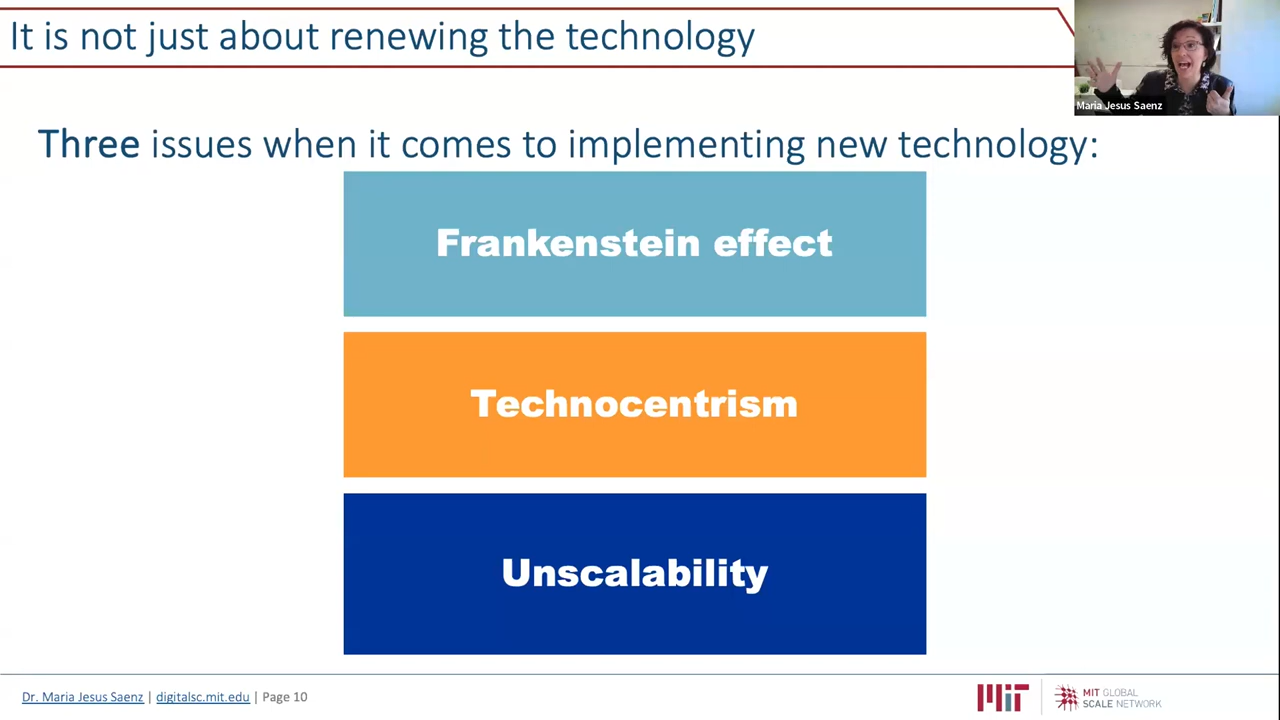 It is not just about renewing the technology
Maria Jesus Saenz
Three issues when it comes to implementing new technology:
Frankenstein effect
Technocentrism
Unscalability
Dr. Maria Jesus Saenz | digitalsc.mit.edu | Page 10
MIT
MIT GLOBAL
SCALE NETWORK